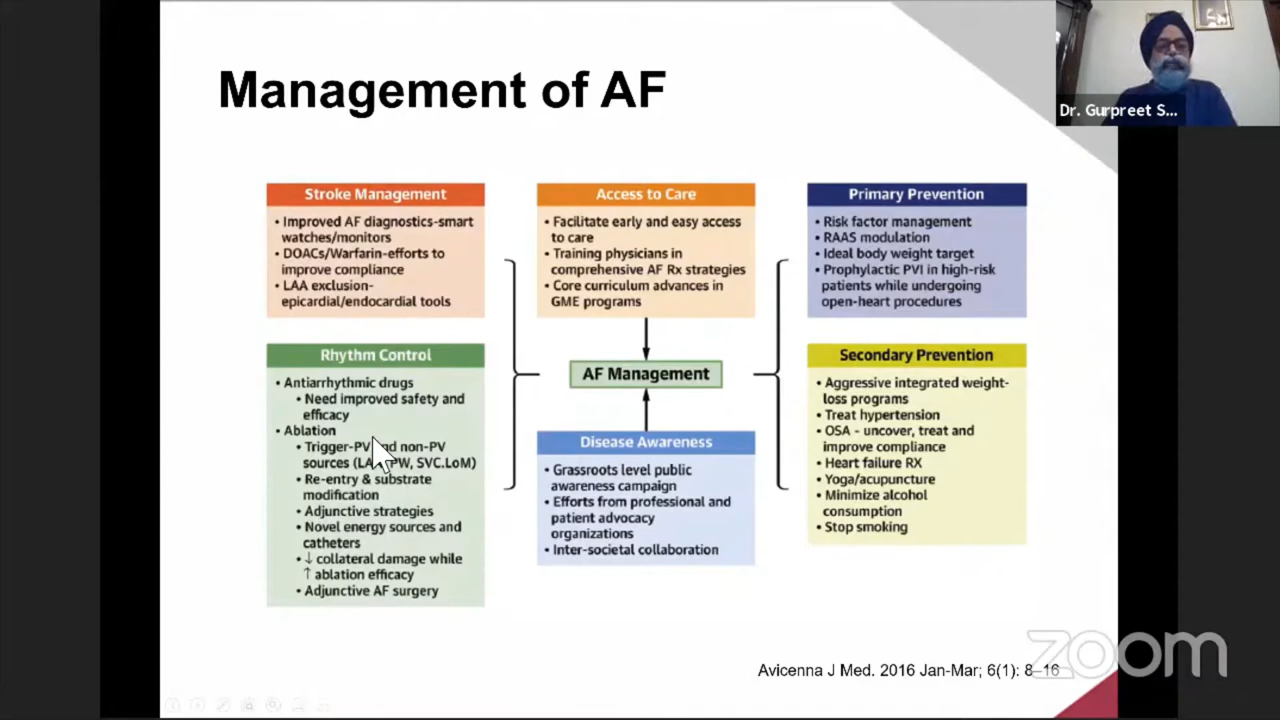 Management of AF
Dr. Gurpreet S...
Stroke Management
• Improved AF diagnostics-smart
watches/monitors
• DOACs/Warfarin-efforts to
improve compliance
• LAA exclusion-
epicardial/endocardial tools
Access to Care
• Facilitate early and easy access
to care
• Training physicians in
comprehensive AF Rx strategies
• Core curriculum advances in
GME programs
Primary Prevention
• Risk factor management
• RAAS modulation
• Ideal body weight target
• Prophylactic PVI in high-risk
patients while undergoing
open-heart procedures
Rhythm Control
• Antiarrhythmic drugs
• Need improved safety and
efficacy
• Ablation
• Trigger-PV non-PV
sources SVC.LoM)
• Re-entry & substrate
modification
• Adjunctive strategies
• Novel energy sources and
catheters
• ↓ collateral damage while
↑ ablation efficacy
• Adjunctive AF surgery
AF Management
Disease Awareness
• Grassroots level public
awareness campaign
• Efforts from professional and
patient advocacy
organizations
• Inter-societal collaboration
Secondary Prevention
• Aggressive integrated weight-
loss programs
• Treat hypertension
• OSA - uncover, treat and
improve compliance
• Heart failure RX
• Yoga/acupuncture
• Minimize alcohol
consumption
• Stop smoking
Avicenna J Med. 2016 Jan-Mar; 6(1): 8–16
zoom